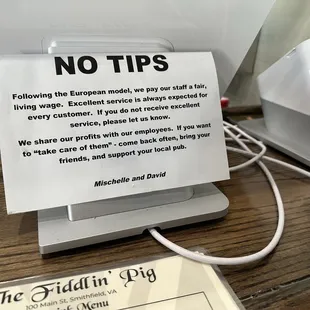 NO TIPS
Following the European model, we pay our staff a fair,
living wage. Excellent service is always expected for
every customer. If you do not receive excellent
service, please let us know.
We share our profits with our employees. If you want
to "take care of them" - come back often, bring your
friends, and support your local pub.
Mischelle and David
The Fiddlin' Pig
100 Main St, Smithfield, VA
Menu